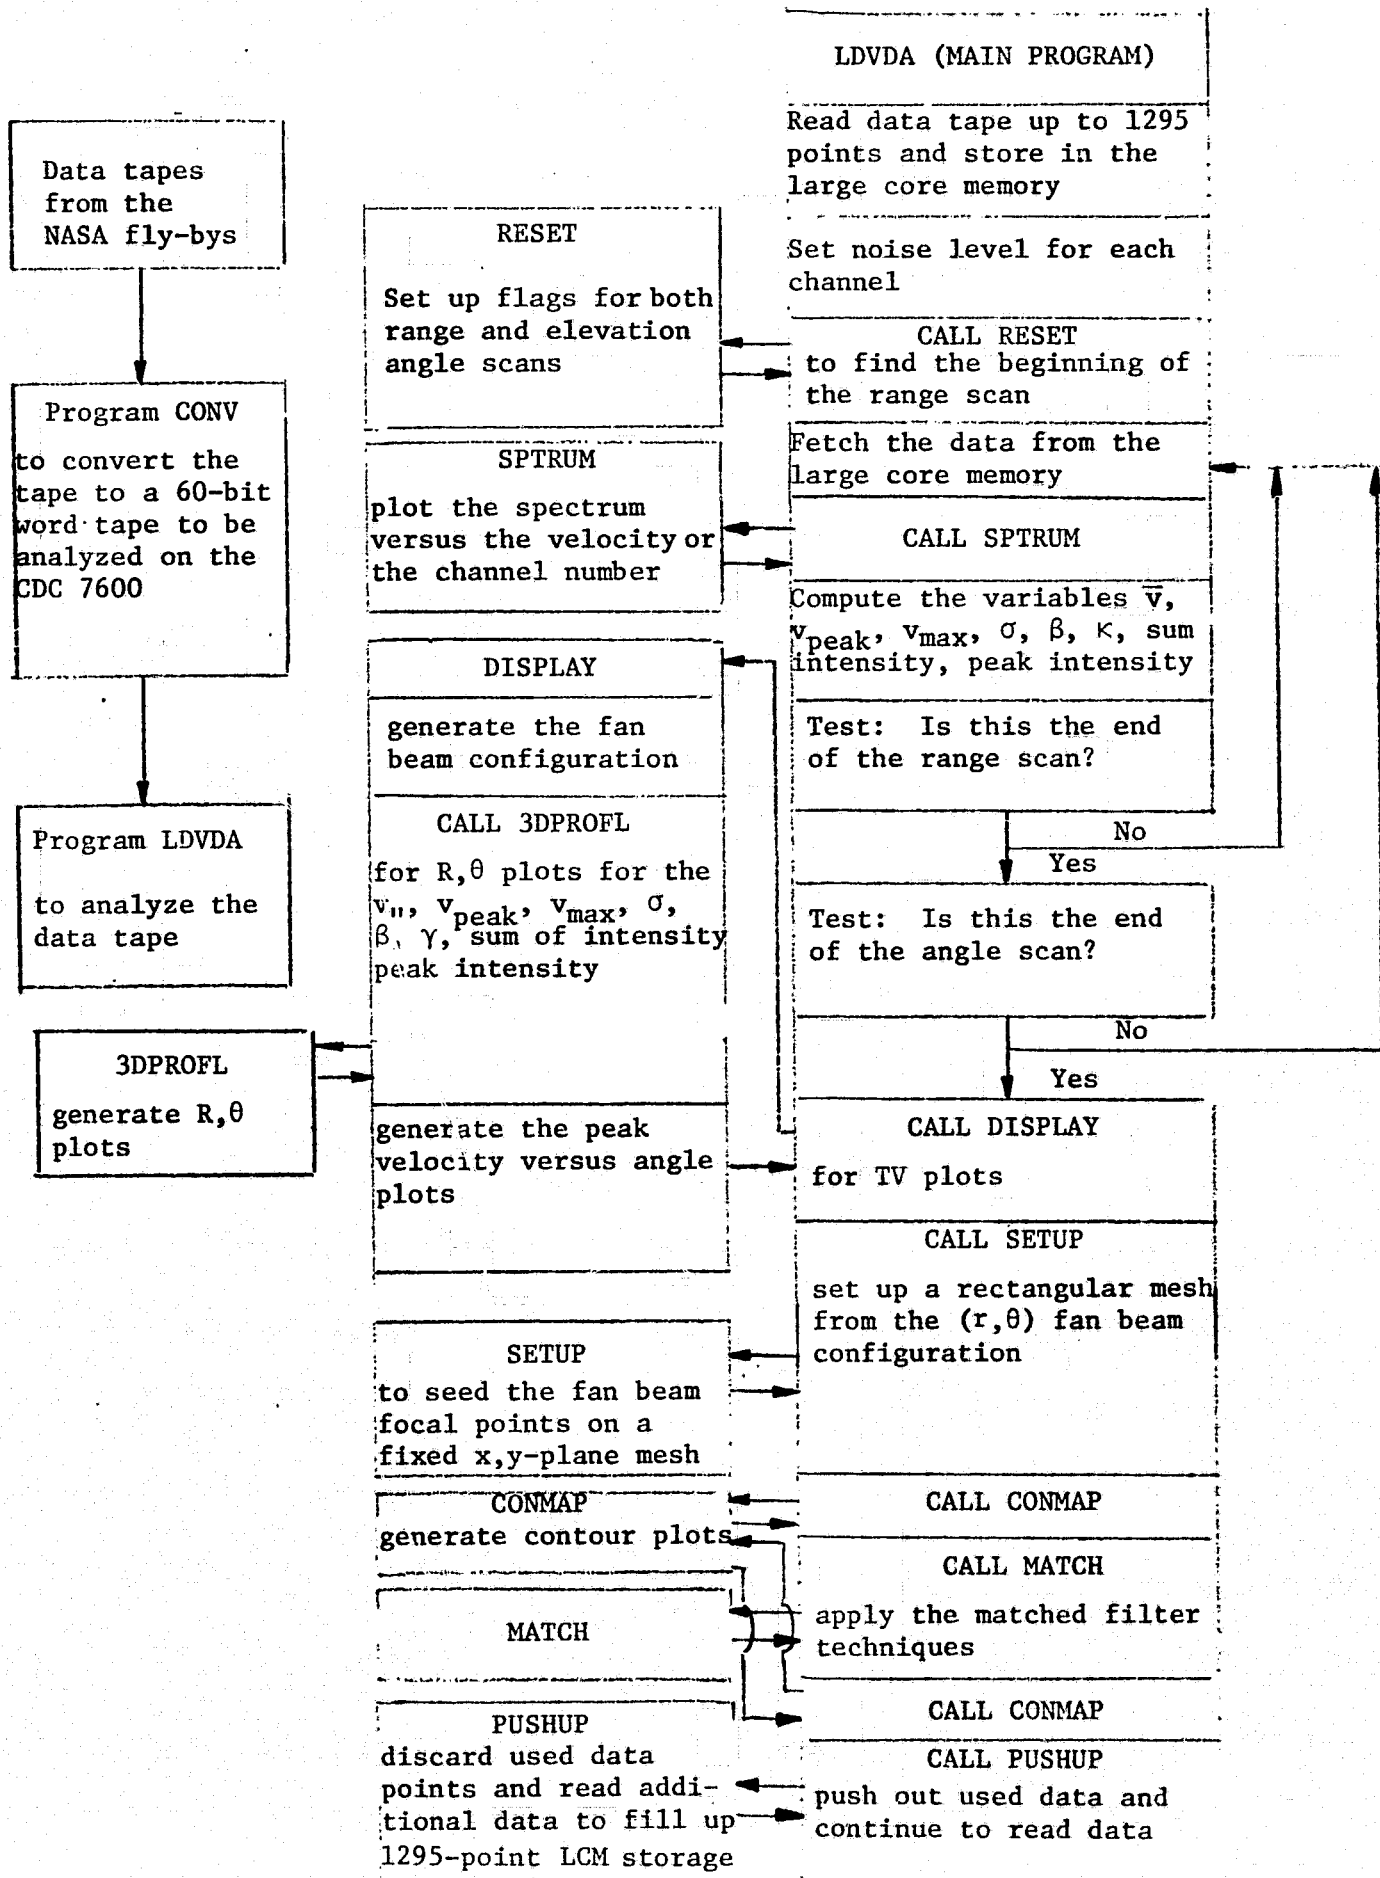 Data tapes
from the
NASA fly-bys
Program CONV
to convert the
tape to a 60-bit
word tape to be
analyzed on the
CDC 7600
Program LDVDA
to analyze the
data tape
3DPROFL
generate R,θ
plots
RESET
Set up flags for both
range and elevation
angle scans
SPTRUM
plot the spectrum
versus the velocity or
the channel number
DISPLAY
generate the fan
beam configuration
CALL 3DPROFL
for R,θ plots for the
v", vpeak, vmax, σ,
β, γ, sum of intensity
peak intensity
generate the peak
velocity versus angle
plots
SETUP
to seed the fan beam
focal points on a
fixed x,y-plane mesh
CONMAP
generate contour plots
MATCH
PUSHUP
discard used data
points and read addi-
tional data to fill up
1295-point LCM storage
LDVDA (MAIN PROGRAM)
Read data tape up to 1295
points and store in the
large core memory
Set noise level for each
channel
CALL RESET
to find the beginning of
the range scan
Fetch the data from the
large core memory
CALL SPTRUM
Compute the variables v̅,
vpeak, vmax, σ, β, κ, sum
intensity, peak intensity
Test: Is this the end
of the range scan?
No
Yes
Test: Is this the end
of the angle scan?
No
Yes
CALL DISPLAY
for TV plots
CALL SETUP
set up a rectangular mesh
from the (r,θ) fan beam
configuration
CALL CONMAP
CALL MATCH
apply the matched filter
techniques
CALL CONMAP
CALL PUSHUP
push out used data and
continue to read data